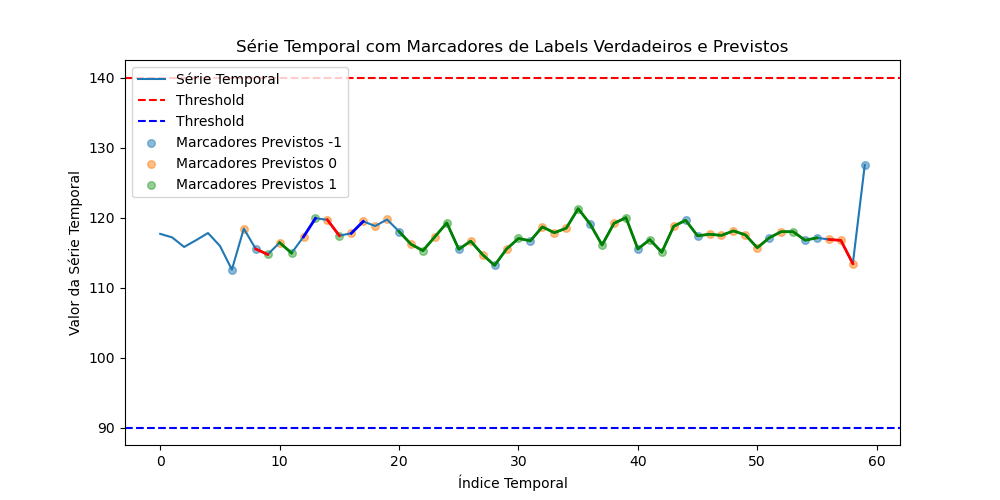 Série Temporal com Marcadores de Labels Verdadeiros e Previstos
Valor da Série Temporal
140
130
120
110
100
90
Série Temporal
Threshold
Threshold
Marcadores Previstos -1
Marcadores Previstos 0
Marcadores Previstos 1
0
10
20
30
40
50
60
Índice Temporal